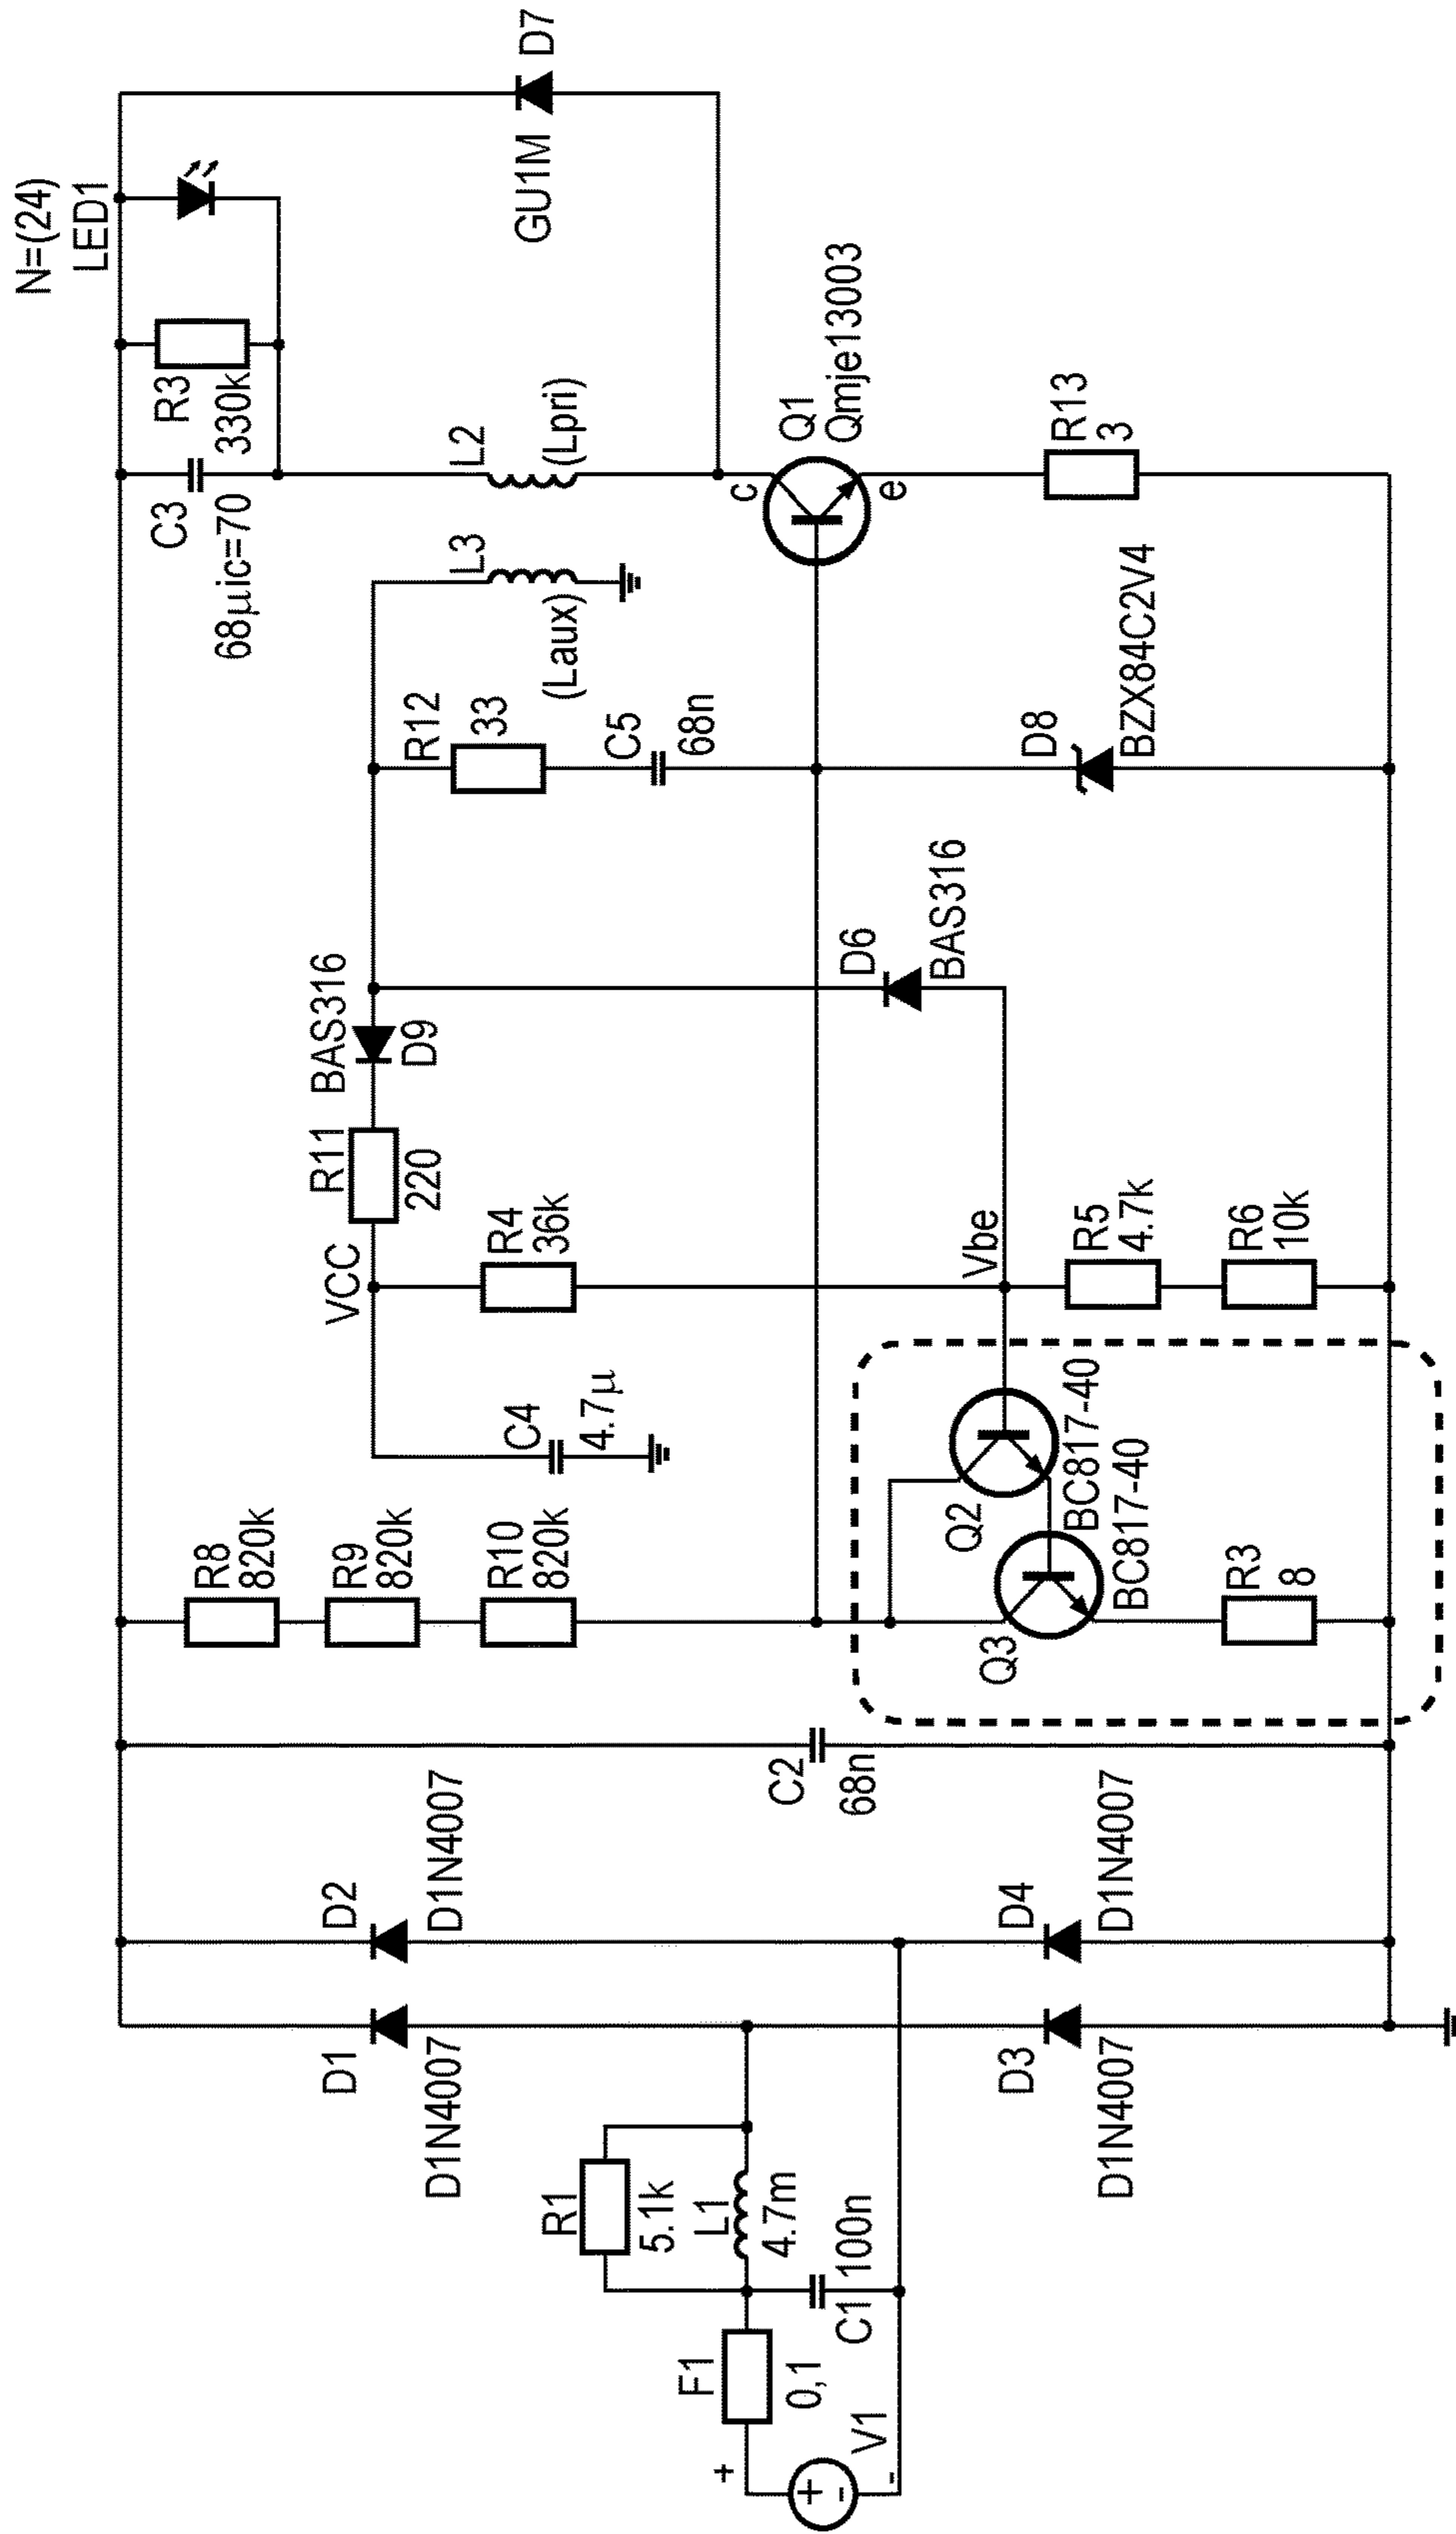 V1
+
-
+
-
F1
0,1
C1
100n
R1
5.1k
L1
4.7m
D1
D1N4007
D2
D1N4007
D3
D1N4007
D4
D1N4007
C2
68n
R8
820k
R9
820k
R10
820k
Q3
BC817-40
Q2
BC817-40
R3
8
C4
4.7µ
VCC
R4
36k
Vbe
R5
4.7k
R6
10k
R11
220
BAS316
D9
D6
BAS316
R12
33
C5
68n
D8
BZX84C2V4
L3
(Laux)
C3
68µic=70
R3
330k
L2
(Lpri)
c
e
Q1
Qmje13003
R13
3
N=(24)
LED1
GU1M
D7